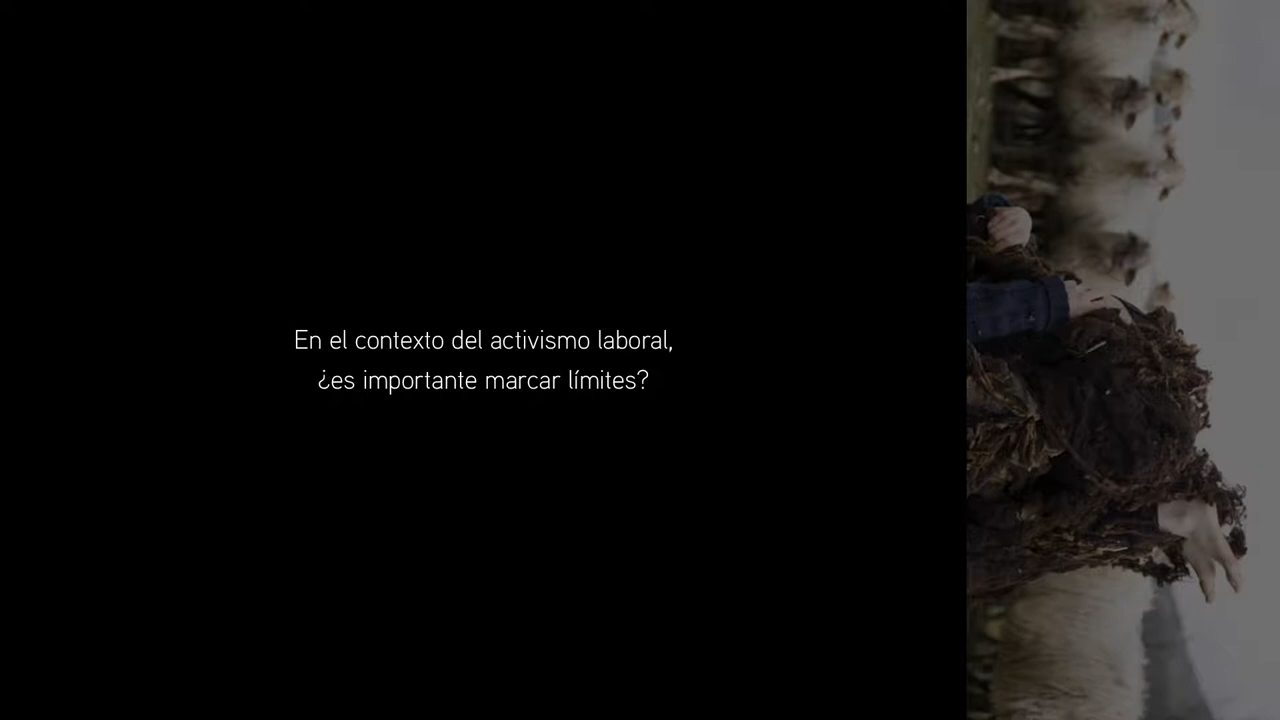 En el contexto del activismo laboral,
¿es importante marcar límites?